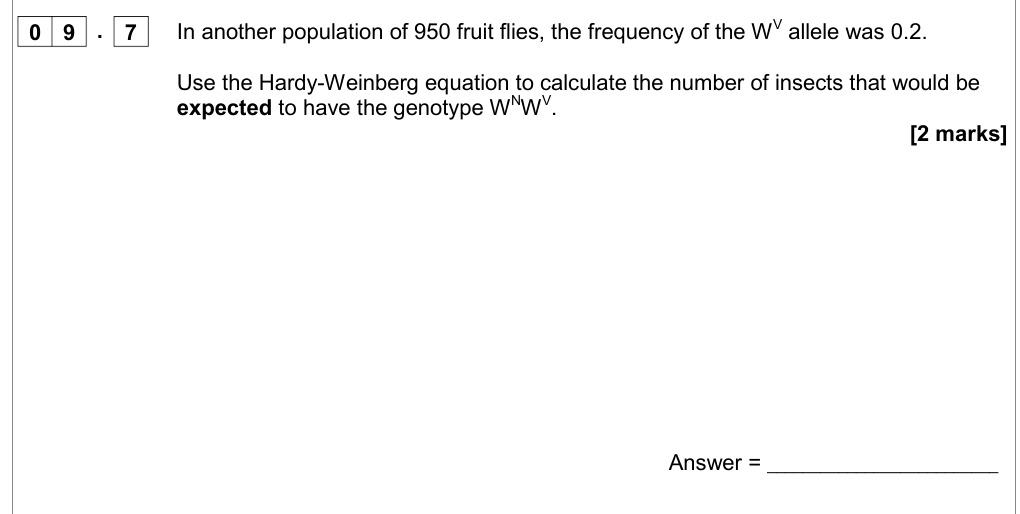 0 9 . 7 In another population of 950 fruit flies, the frequency of the Wⱽ allele was 0.2.
Use the Hardy-Weinberg equation to calculate the number of insects that would be
expected to have the genotype WᴺWⱽ.
[2 marks]
Answer = ____________________